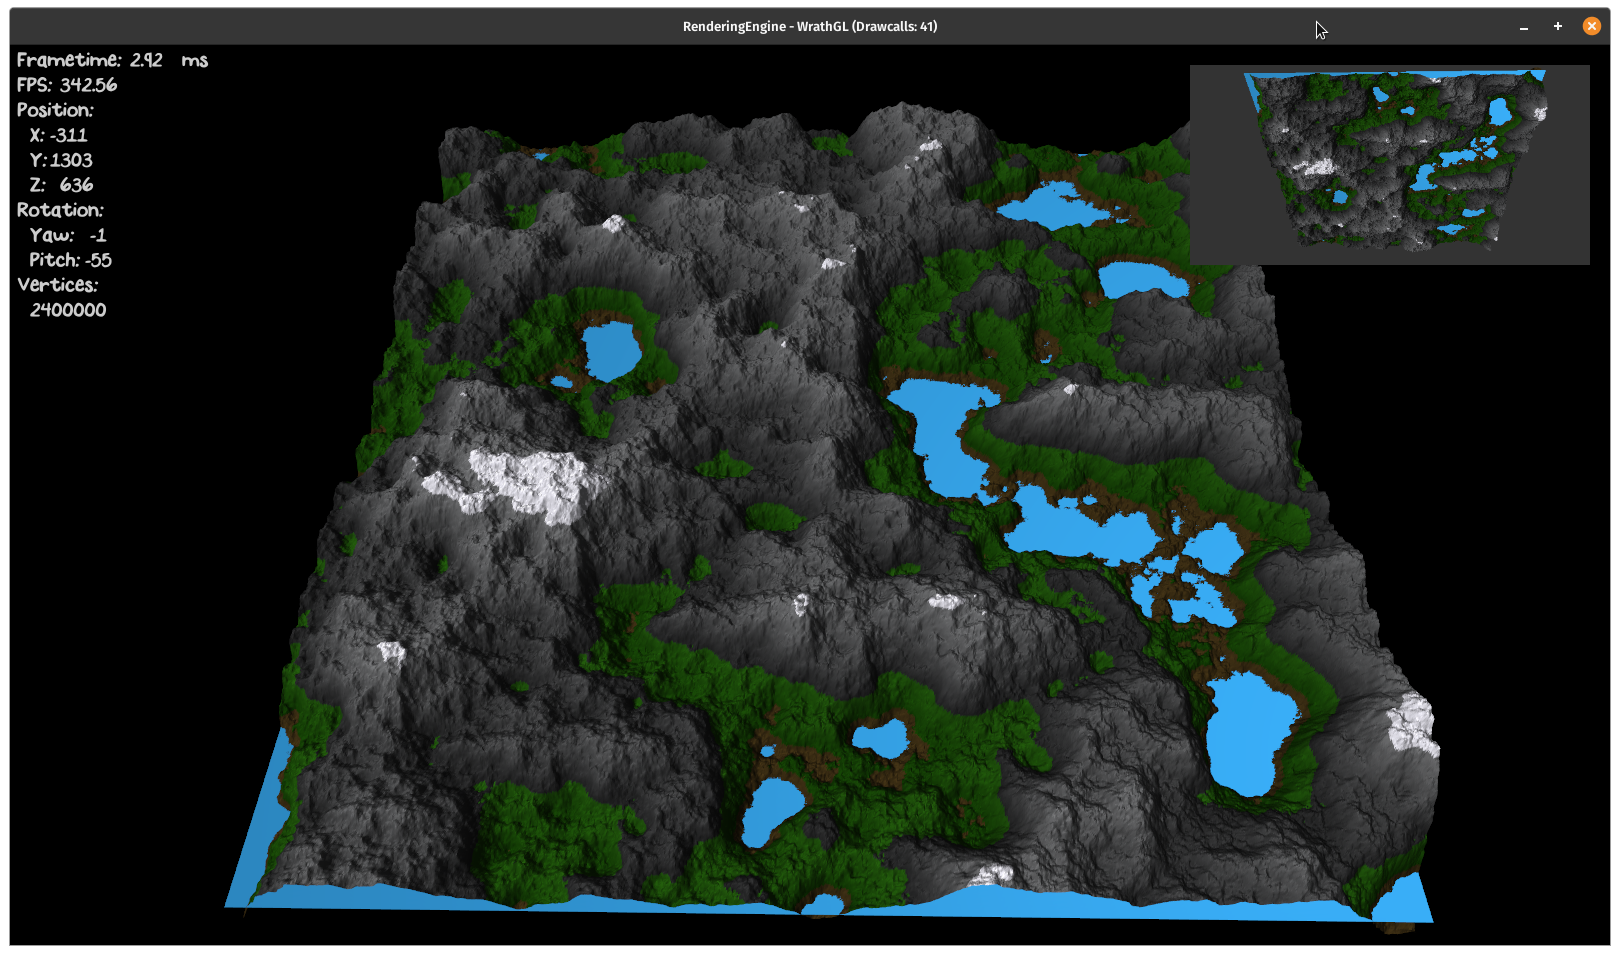 RenderingEngine - WrathGL (Drawcalls: 41)
Frametime: 2.92 ms
FPS: 342.56
Position:
X: -311
Y: 1303
Z: 636
Rotation:
Yaw: -1
Pitch: -55
Vertices:
2400000